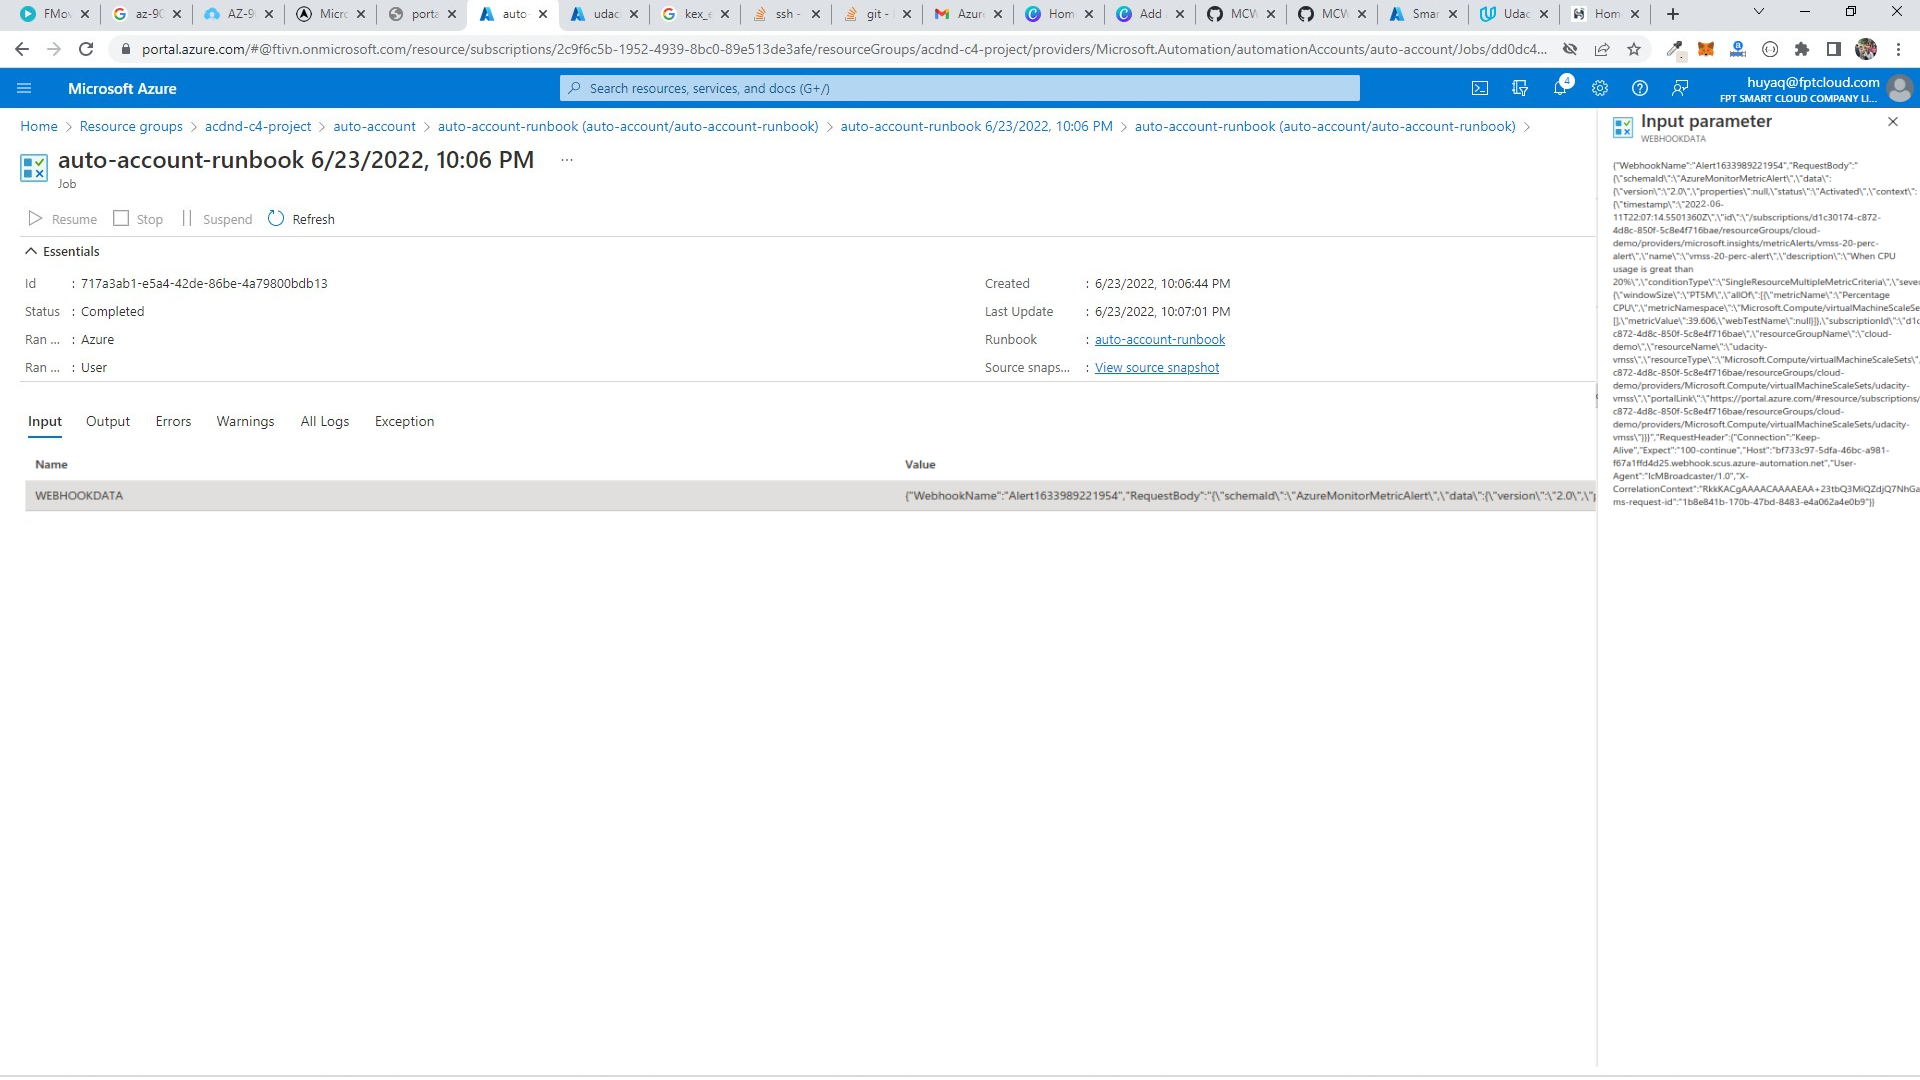 FMov
az-90
AZ-9
Micro
porta
auto-
udac
kex_e
ssh -
git -
Azure
Hom
Add
MCW
MCW
Smar
Udac
Hom
portal.azure.com/#@ftivn.onmicrosoft.com/resource/subscriptions/2c9f6c5b-1952-4939-8bc0-89e513de3afe/resourceGroups/acdnd-c4-project/providers/Microsoft.Automation/automationAccounts/auto-account/Jobs/dd0dc4...
Microsoft Azure
Search resources, services, and docs (G+/)
4
huyaq@fptcloud.com
FPT SMART CLOUD COMPANY LI...
Home > Resource groups > acdnd-c4-project > auto-account > auto-account-runbook (auto-account/auto-account-runbook) > auto-account-runbook 6/23/2022, 10:06 PM > auto-account-runbook (auto-account/auto-account-runbook) >
auto-account-runbook 6/23/2022, 10:06 PM ...
Job
Resume Stop Suspend Refresh
Essentials
Id : 717a3ab1-e5a4-42de-86be-4a79800bdb13
Status : Completed
Ran ... : Azure
Ran ... : User
Created : 6/23/2022, 10:06:44 PM
Last Update : 6/23/2022, 10:07:01 PM
Runbook : auto-account-runbook
Source snaps... : View source snapshot
Input Output Errors Warnings All Logs Exception
Name Value
WEBHOOKDATA {"WebhookName":"Alert1633989221954","RequestBody":"{\"schemaId\":\"AzureMonitorMetricAlert\",\"data\":{\"version\":\"2.0\",\"p
Input parameter
WEBHOOKDATA
{"WebhookName":"Alert1633989221954","RequestBody":"
{\"schemaId\":\"AzureMonitorMetricAlert\",\"data\":
{\"version\":\"2.0\",\"properties\":null,\"status\":\"Activated\",\"context\":
{\"timestamp\":\"2022-06-
11T22:07:14.5501360Z\",\"id\":\"/subscriptions/d1c30174-c872-
4d8c-850f-5c8e4f716bae/resourceGroups/cloud-
demo/providers/microsoft.insights/metricAlerts/vmss-20-perc-
alert\",\"name\":\"vmss-20-perc-alert\",\"description\":\"When CPU
usage is great than
20%\",\"conditionType\":\"SingleResourceMultipleMetricCriteria\",\"seve
{\"windowSize\":\"PT5M\",\"allOf\":[{\"metricName\":\"Percentage
CPU\",\"metricNamespace\":\"Microsoft.Compute/virtualMachineScaleSe
[],\"metricValue\":39.606,\"webTestName\":null}]},\"subscriptionId\":\"d1c
c872-4d8c-850f-5c8e4f716bae\",\"resourceGroupName\":\"cloud-
demo\",\"resourceName\":\"udacity-
vmss\",\"resourceType\":\"Microsoft.Compute/virtualMachineScaleSets\",
c872-4d8c-850f-5c8e4f716bae/resourceGroups/cloud-
demo/providers/Microsoft.Compute/virtualMachineScaleSets/udacity-
vmss\",\"portalLink\":\"https://portal.azure.com/#resource/subscriptions/
c872-4d8c-850f-5c8e4f716bae/resourceGroups/cloud-
demo/providers/Microsoft.Compute/virtualMachineScaleSets/udacity-
vmss\"}}}","RequestHeader":{"Connection":"Keep-
Alive","Expect":"100-continue","Host":"bf733c97-5dfa-46bc-a981-
f67a1ffd4d25.webhook.scus.azure-automation.net","User-
Agent":"IcMBroadcaster/1.0","X-
CorrelationContext":"RkkKACgAAAACAAAAEAA+23tbQ3MiQZdjQ7NhGa
ms-request-id":"1b8e841b-170b-47bd-8483-e4a062a4e0b9"}}